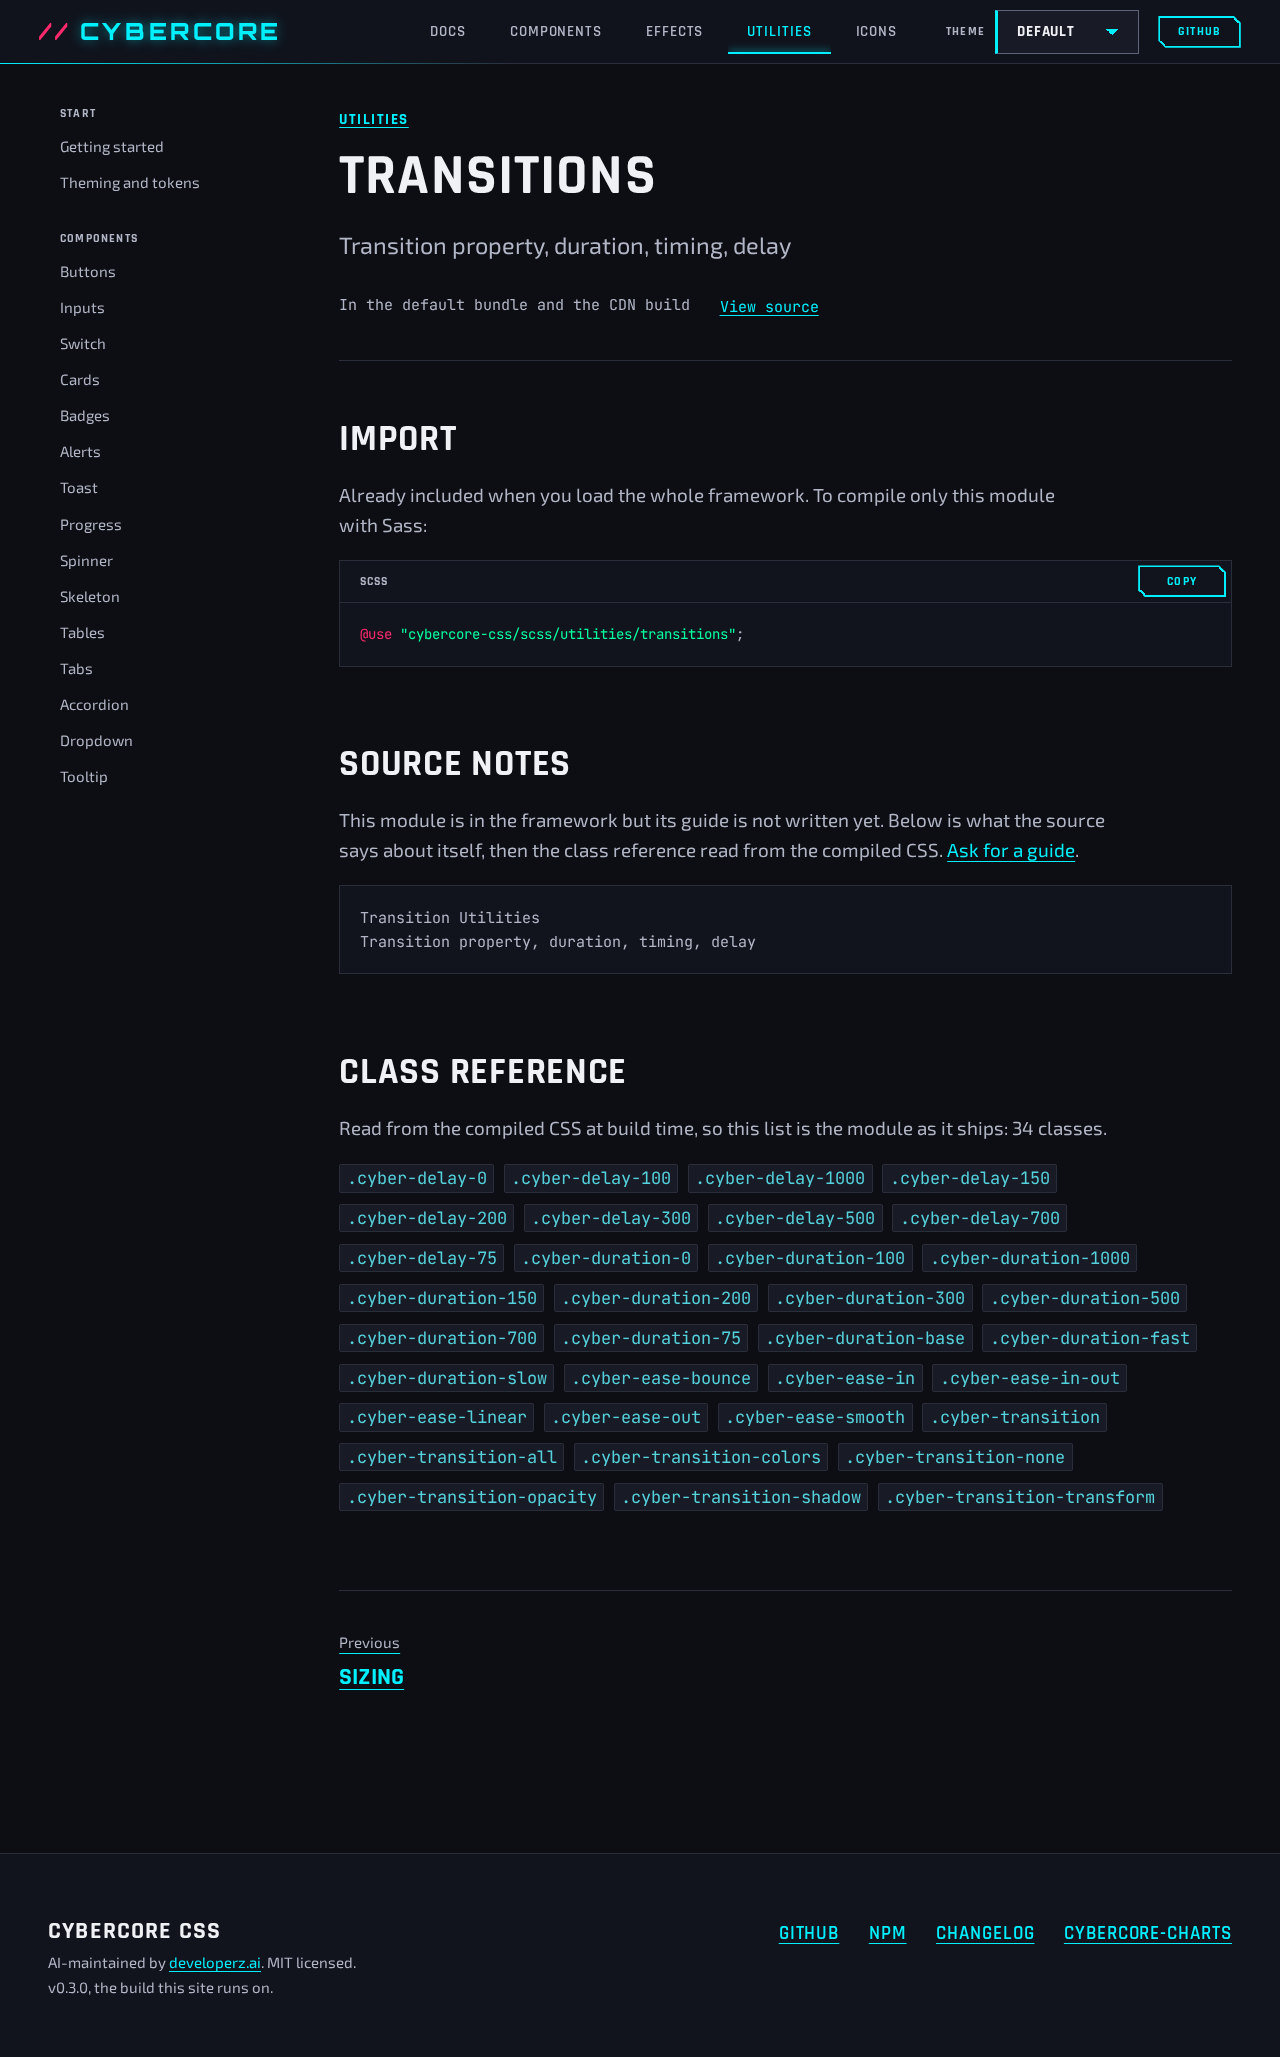 // CYBERCORE
DOCS COMPONENTS EFFECTS UTILITIES ICONS THEME DEFAULT GITHUB
START
Getting started
Theming and tokens
COMPONENTS
Buttons
Inputs
Switch
Cards
Badges
Alerts
Toast
Progress
Spinner
Skeleton
Tables
Tabs
Accordion
Dropdown
Tooltip
UTILITIES
TRANSITIONS
Transition property, duration, timing, delay
In the default bundle and the CDN build View source
IMPORT
Already included when you load the whole framework. To compile only this module
with Sass:
SCSS COPY
@use "cybercore-css/scss/utilities/transitions";
SOURCE NOTES
This module is in the framework but its guide is not written yet. Below is what the source
says about itself, then the class reference read from the compiled CSS. Ask for a guide.
Transition Utilities
Transition property, duration, timing, delay
CLASS REFERENCE
Read from the compiled CSS at build time, so this list is the module as it ships: 34 classes.
.cyber-delay-0 .cyber-delay-100 .cyber-delay-1000 .cyber-delay-150
.cyber-delay-200 .cyber-delay-300 .cyber-delay-500 .cyber-delay-700
.cyber-delay-75 .cyber-duration-0 .cyber-duration-100 .cyber-duration-1000
.cyber-duration-150 .cyber-duration-200 .cyber-duration-300 .cyber-duration-500
.cyber-duration-700 .cyber-duration-75 .cyber-duration-base .cyber-duration-fast
.cyber-duration-slow .cyber-ease-bounce .cyber-ease-in .cyber-ease-in-out
.cyber-ease-linear .cyber-ease-out .cyber-ease-smooth .cyber-transition
.cyber-transition-all .cyber-transition-colors .cyber-transition-none
.cyber-transition-opacity .cyber-transition-shadow .cyber-transition-transform
Previous
SIZING
CYBERCORE CSS
AI-maintained by developerz.ai. MIT licensed.
v0.3.0, the build this site runs on.
GITHUB NPM CHANGELOG CYBERCORE-CHARTS